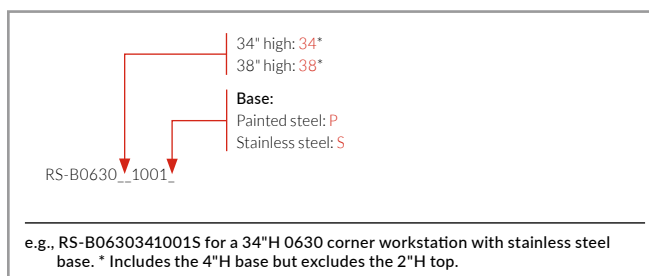 34" high: 34*
38" high: 38*
Base:
Painted steel: P
Stainless steel: S
RS-B0630__1001_
e.g., RS-B0630341001S for a 34"H 0630 corner workstation with stainless steel
base. * Includes the 4"H base but excludes the 2"H top.